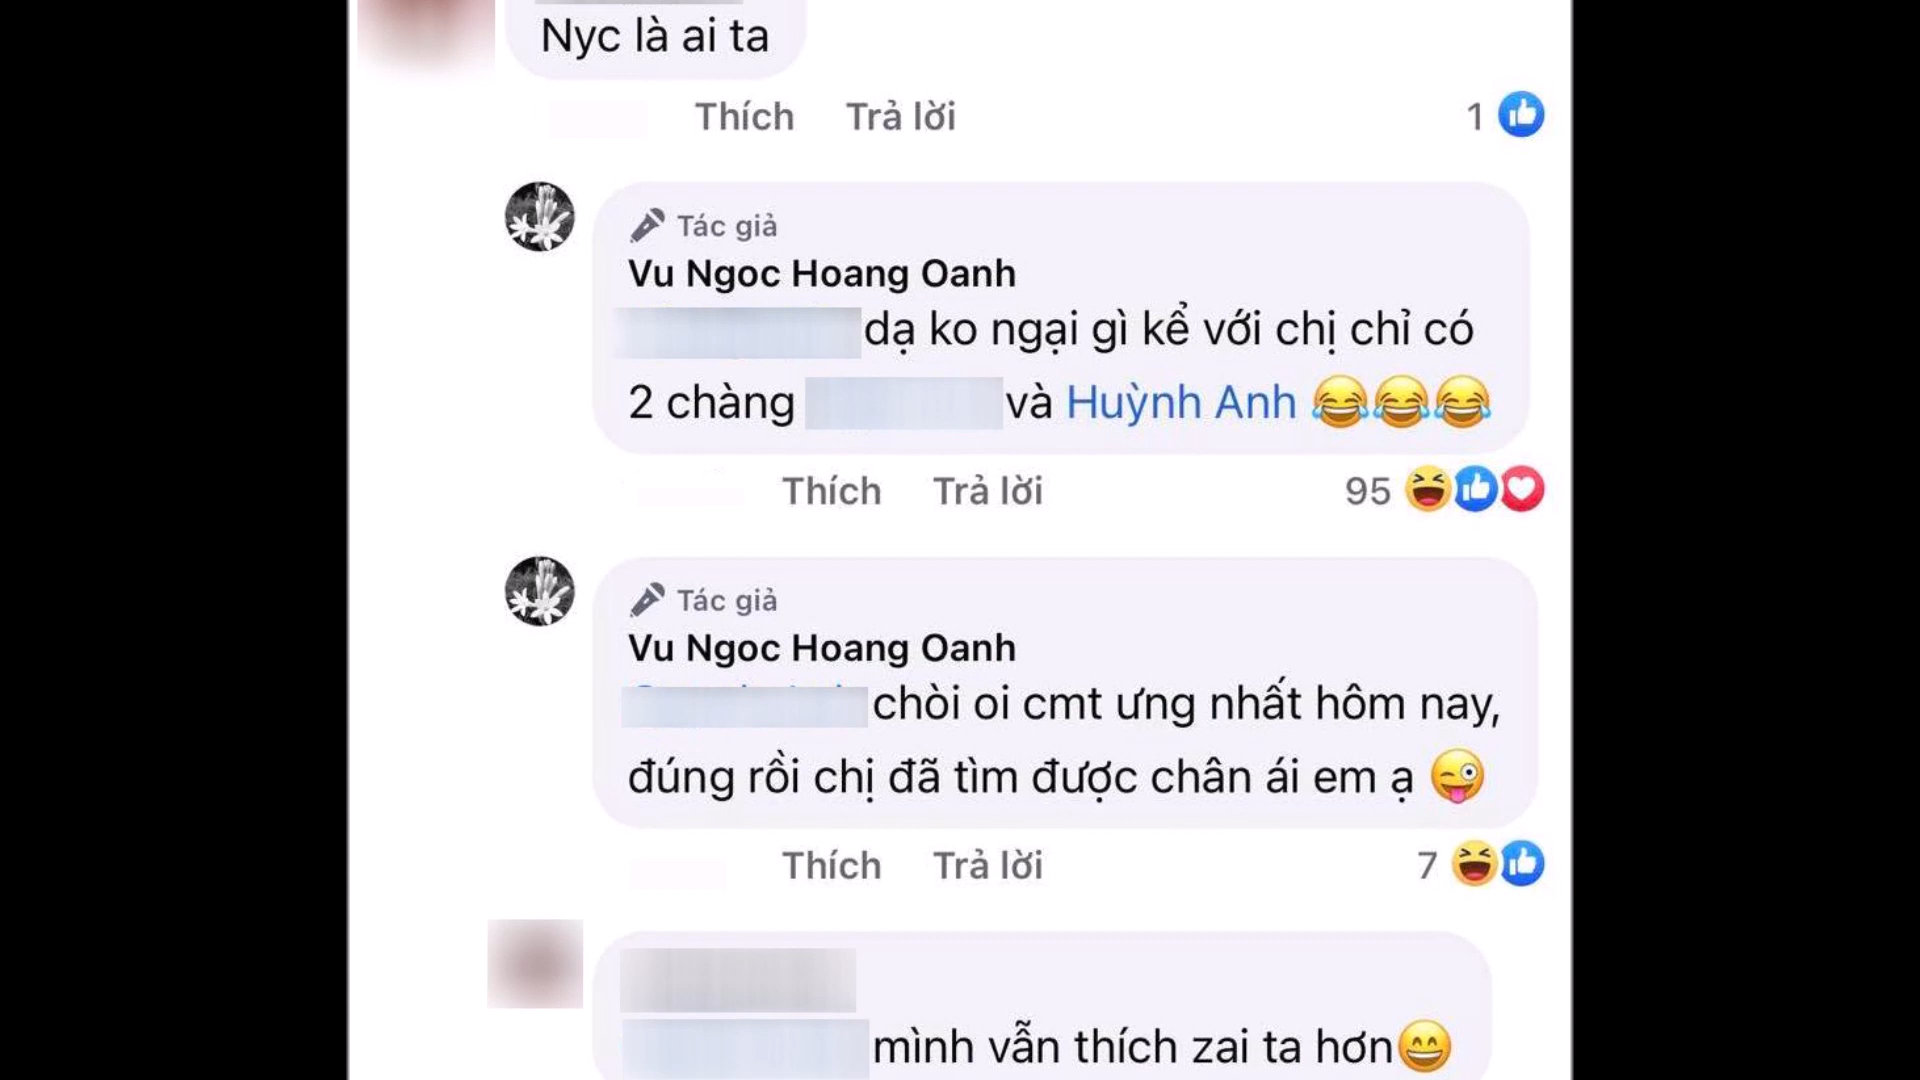 Nyc là ai ta
Thích Trả lời 1
Tác giả
Vu Ngoc Hoang Oanh
dạ ko ngại gì kể với chị chỉ có
2 chàng và Huỳnh Anh 😂😂😂
Thích Trả lời 95
Tác giả
Vu Ngoc Hoang Oanh
chòi oi cmt ưng nhất hôm nay,
đúng rồi chị đã tìm được chân ái em ạ 😜
Thích Trả lời 7
mình vẫn thích zai ta hơn😄